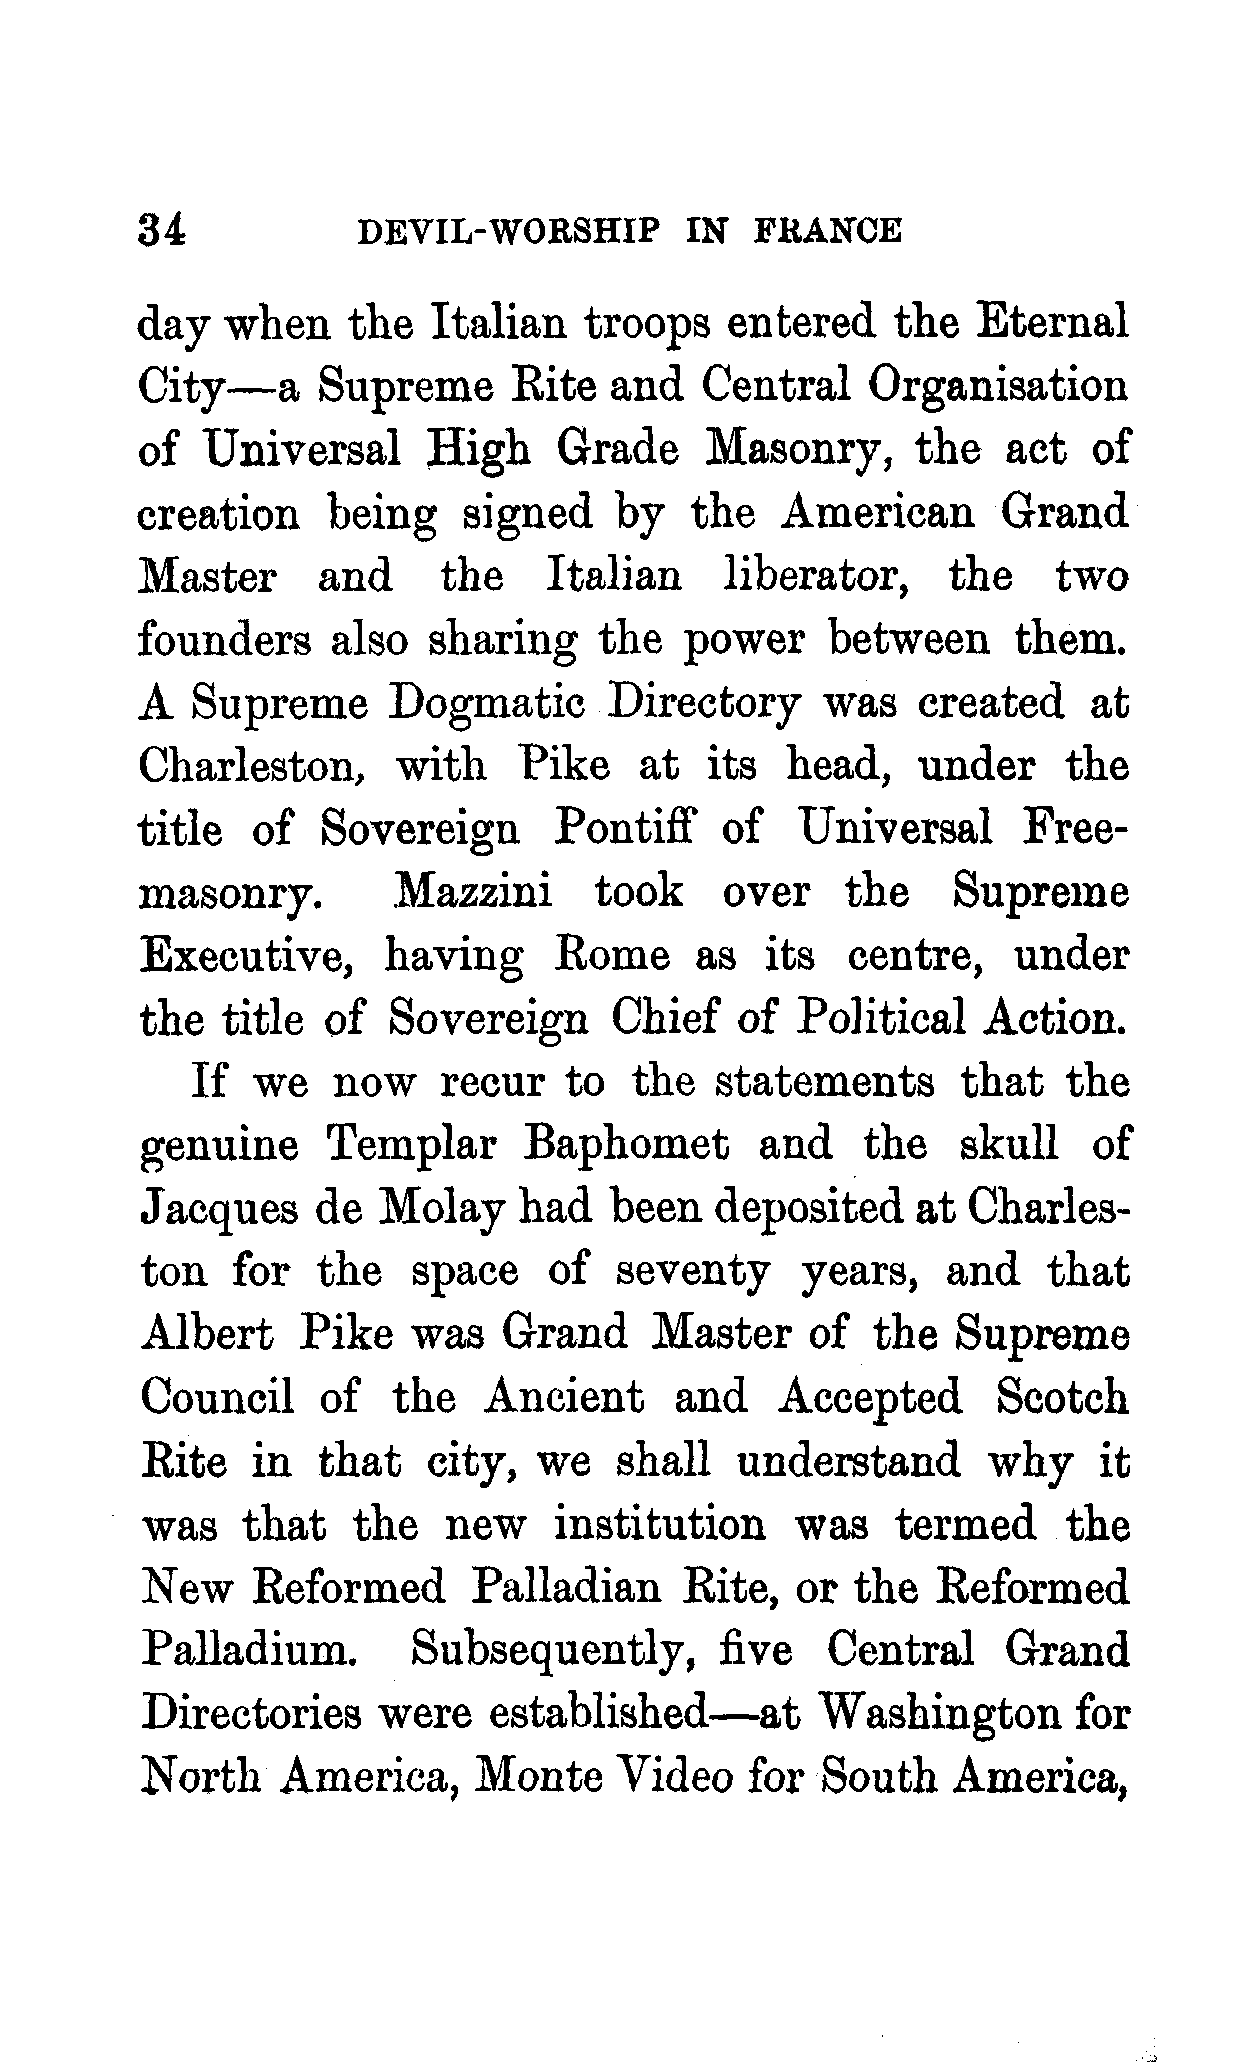 34 DEVIL-WORSHIP IN FRANCE
day when the Italian troops entered the Eternal
City—a Supreme Rite and Central Organisation
of Universal High Grade Masonry, the act of
creation being signed by the American Grand
Master and the Italian liberator, the two
founders also sharing the power between them.
A Supreme Dogmatic Directory was created at
Charleston, with Pike at its head, under the
title of Sovereign Pontiff of Universal Free-
masonry. Mazzini took over the Supreme
Executive, having Rome as its centre, under
the title of Sovereign Chief of Political Action.
If we now recur to the statements that the
genuine Templar Baphomet and the skull of
Jacques de Molay had been deposited at Charles-
ton for the space of seventy years, and that
Albert Pike was Grand Master of the Supreme
Council of the Ancient and Accepted Scotch
Rite in that city, we shall understand why it
was that the new institution was termed the
New Reformed Palladian Rite, or the Reformed
Palladium. Subsequently, five Central Grand
Directories were established—at Washington for
North America, Monte Video for South America,